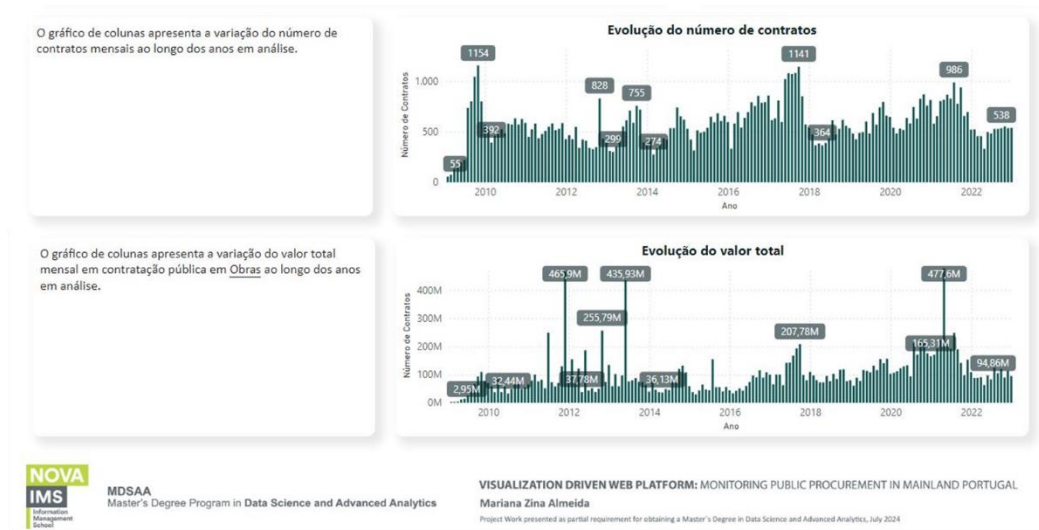 O gráfico de colunas apresenta a variação do número de
contratos mensais ao longo dos anos em análise.
Evolução do número de contratos
Número de Contratos
1.000
500
0
1154
392
55
828
299
755
274
1141
364
986
538
2010
2012
2014
2016
2018
2020
2022
Ano
O gráfico de colunas apresenta a variação do valor total
mensal em contratação pública em Obras ao longo dos anos
em análise.
Evolução do valor total
Número de Contratos
400M
300M
200M
100M
0M
2,95M
32,44M
465,9M
37,78M
255,79M
435,93M
36,13M
207,78M
165,31M
477,6M
94,86M
2010
2012
2014
2016
2018
2020
2022
Ano
NOVA
IMS
Information
Management
School
MDSAA
Master's Degree Program in Data Science and Advanced Analytics
VISUALIZATION DRIVEN WEB PLATFORM: MONITORING PUBLIC PROCUREMENT IN MAINLAND PORTUGAL
Mariana Zina Almeida
Project Work presented as partial requirement for obtaining a Master´s Degree in Data Science and Advanced Analytics, July 2024